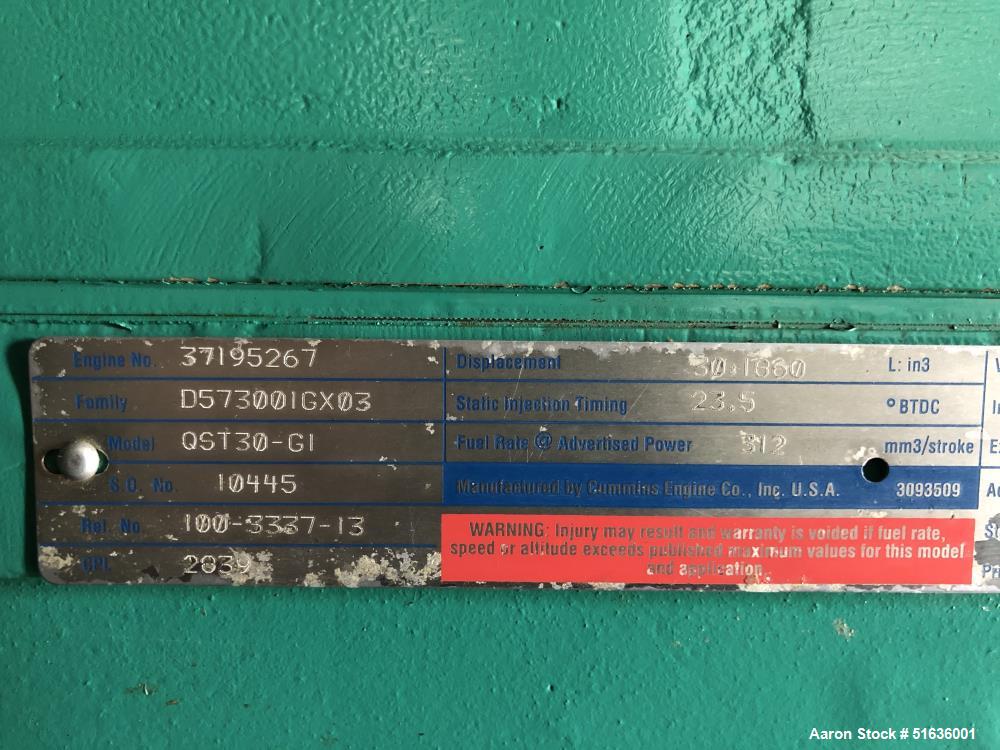 Engine No. 37195267
Family D573001GX03
Model QST30-G1
S.O. No. 10445
Rel. No 100-3337-13
CPL 2839
Displacement 30.1860 L: in3
Static Injection Timing 23.5 °BTDC
Fuel Rate @ Advertised Power 312 mm3/stroke
Manufactured by Cummins Engine Co., Inc. U.S.A. 3093509
WARNING: Injury may result and warranty is voided if fuel rate,
speed or altitude exceeds published maximum values for this model
and application.
Aaron Stock # 51636001